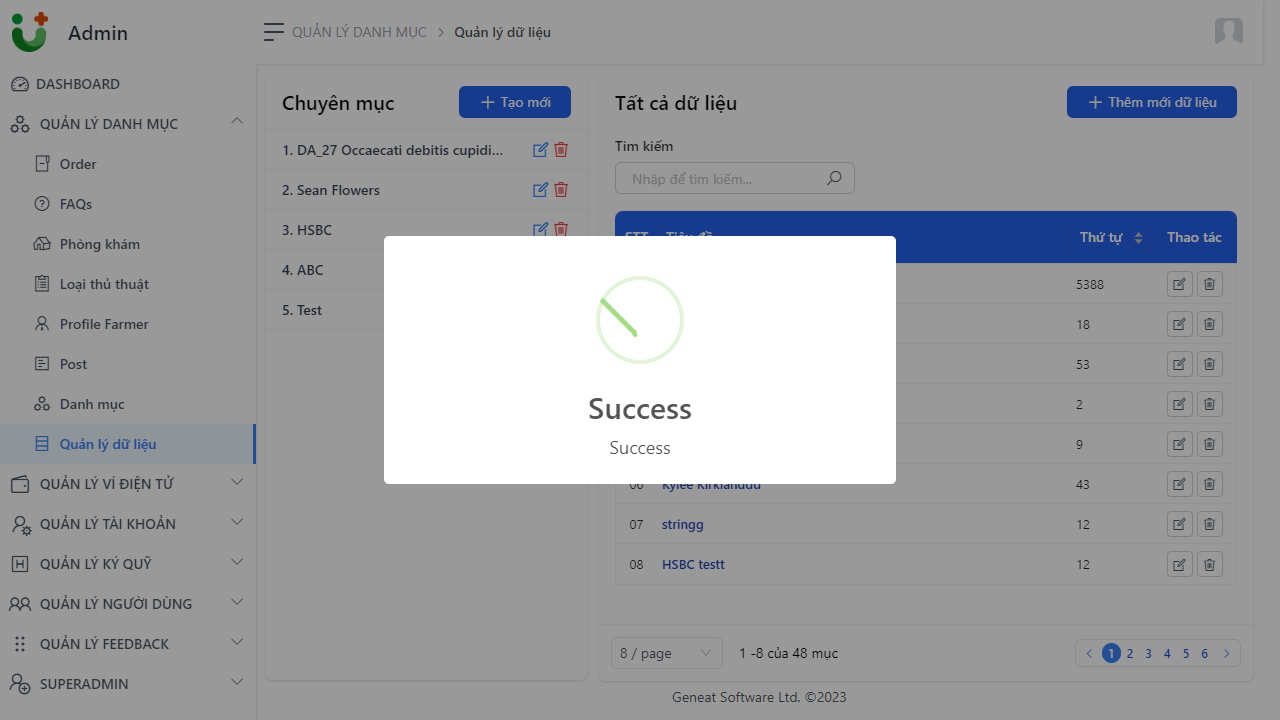 Admin
QUẢN LÝ DANH MỤC
Quản lý dữ liệu
DASHBOARD
QUẢN LÝ DANH MỤC
Order
FAQs
Phòng khám
Loại thủ thuật
Profile Farmer
Post
Danh mục
Quản lý dữ liệu
QUẢN LÝ VÍ ĐIỆN TỬ
QUẢN LÝ TÀI KHOẢN
QUẢN LÝ KÝ QUỸ
QUẢN LÝ NGƯỜI DÙNG
QUẢN LÝ FEEDBACK
SUPERADMIN
Chuyên mục
Tạo mới
1. DA_27 Occaecati debitis cupidi...
2. Sean Flowers
3. HSBC
4. ABC
5. Test
Tất cả dữ liệu
Thêm mới dữ liệu
Tìm kiếm
Nhập để tìm kiếm...
STT Tiêu đề Thứ tự Thao tác
5388
18
53
2
9
06 Kylee Kirklanddd 43
07 stringg 12
08 HSBC testt 12
8 / page
1 -8 của 48 mục
1 2 3 4 5 6
Success
Success
Geneat Software Ltd. ©2023